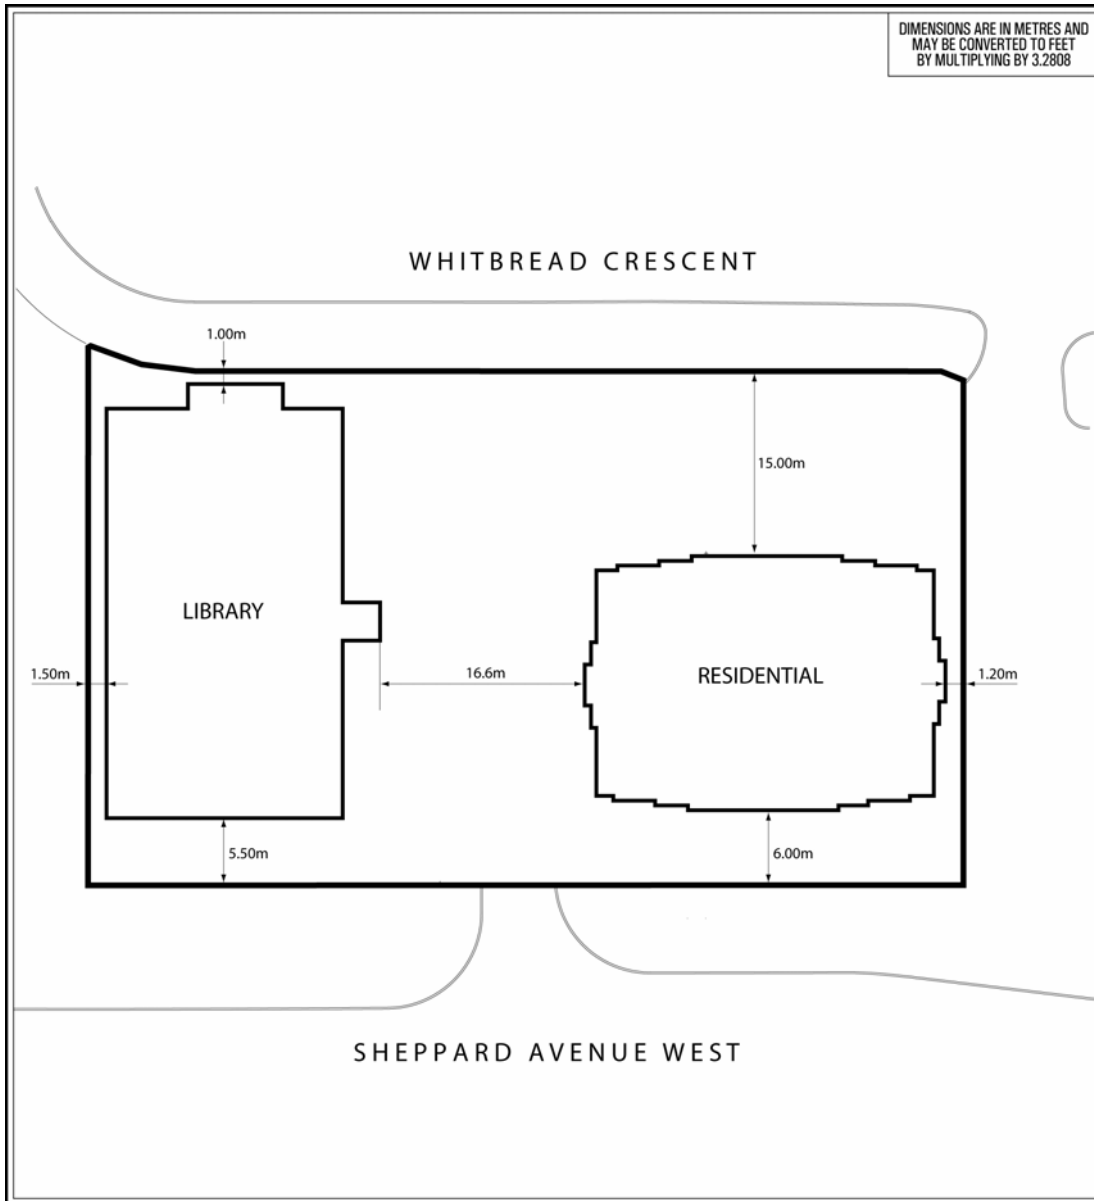 DIMENSIONS ARE IN METRES AND
MAY BE CONVERTED TO FEET
BY MULTIPLYING BY 3.2808
WHITBREAD CRESCENT
1.00m
15.00m
LIBRARY
1.50m
16.6m
RESIDENTIAL
1.20m
5.50m
6.00m
SHEPPARD AVENUE WEST